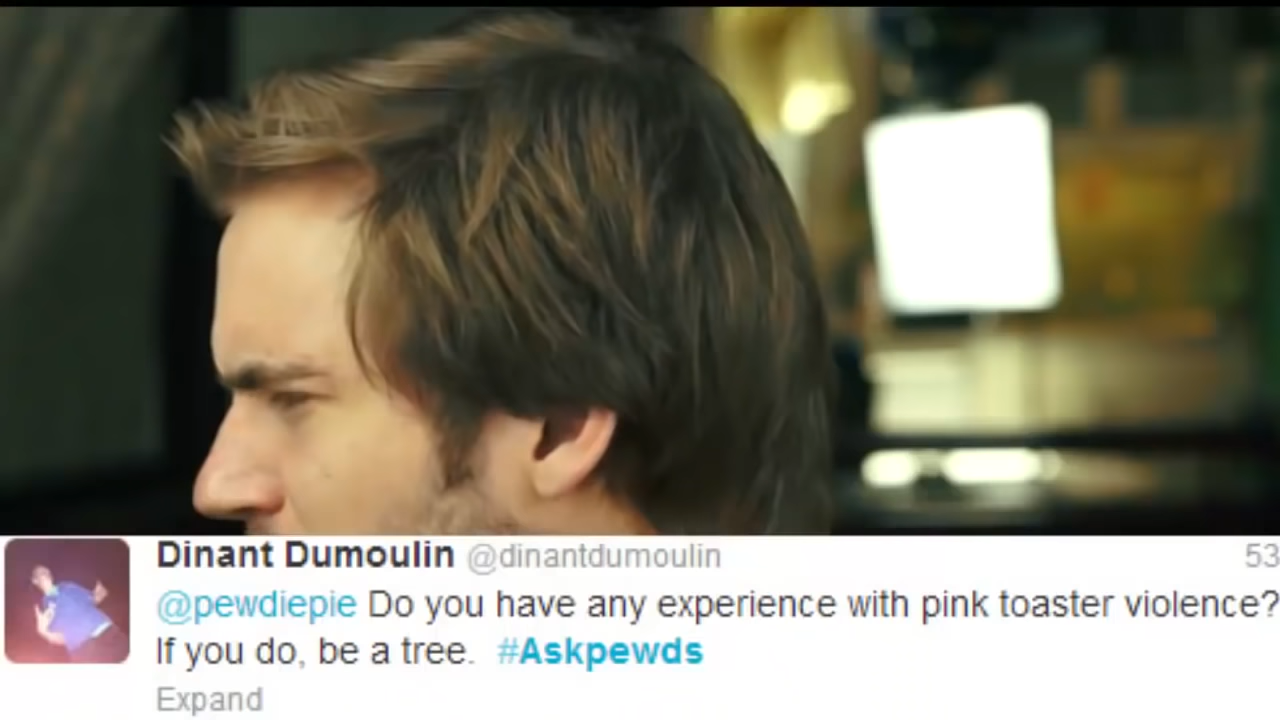 Dinant Dumoulin @dinantdumoulin 53
@pewdiepie Do you have any experience with pink toaster violence?
If you do, be a tree. #Askpewds
Expand